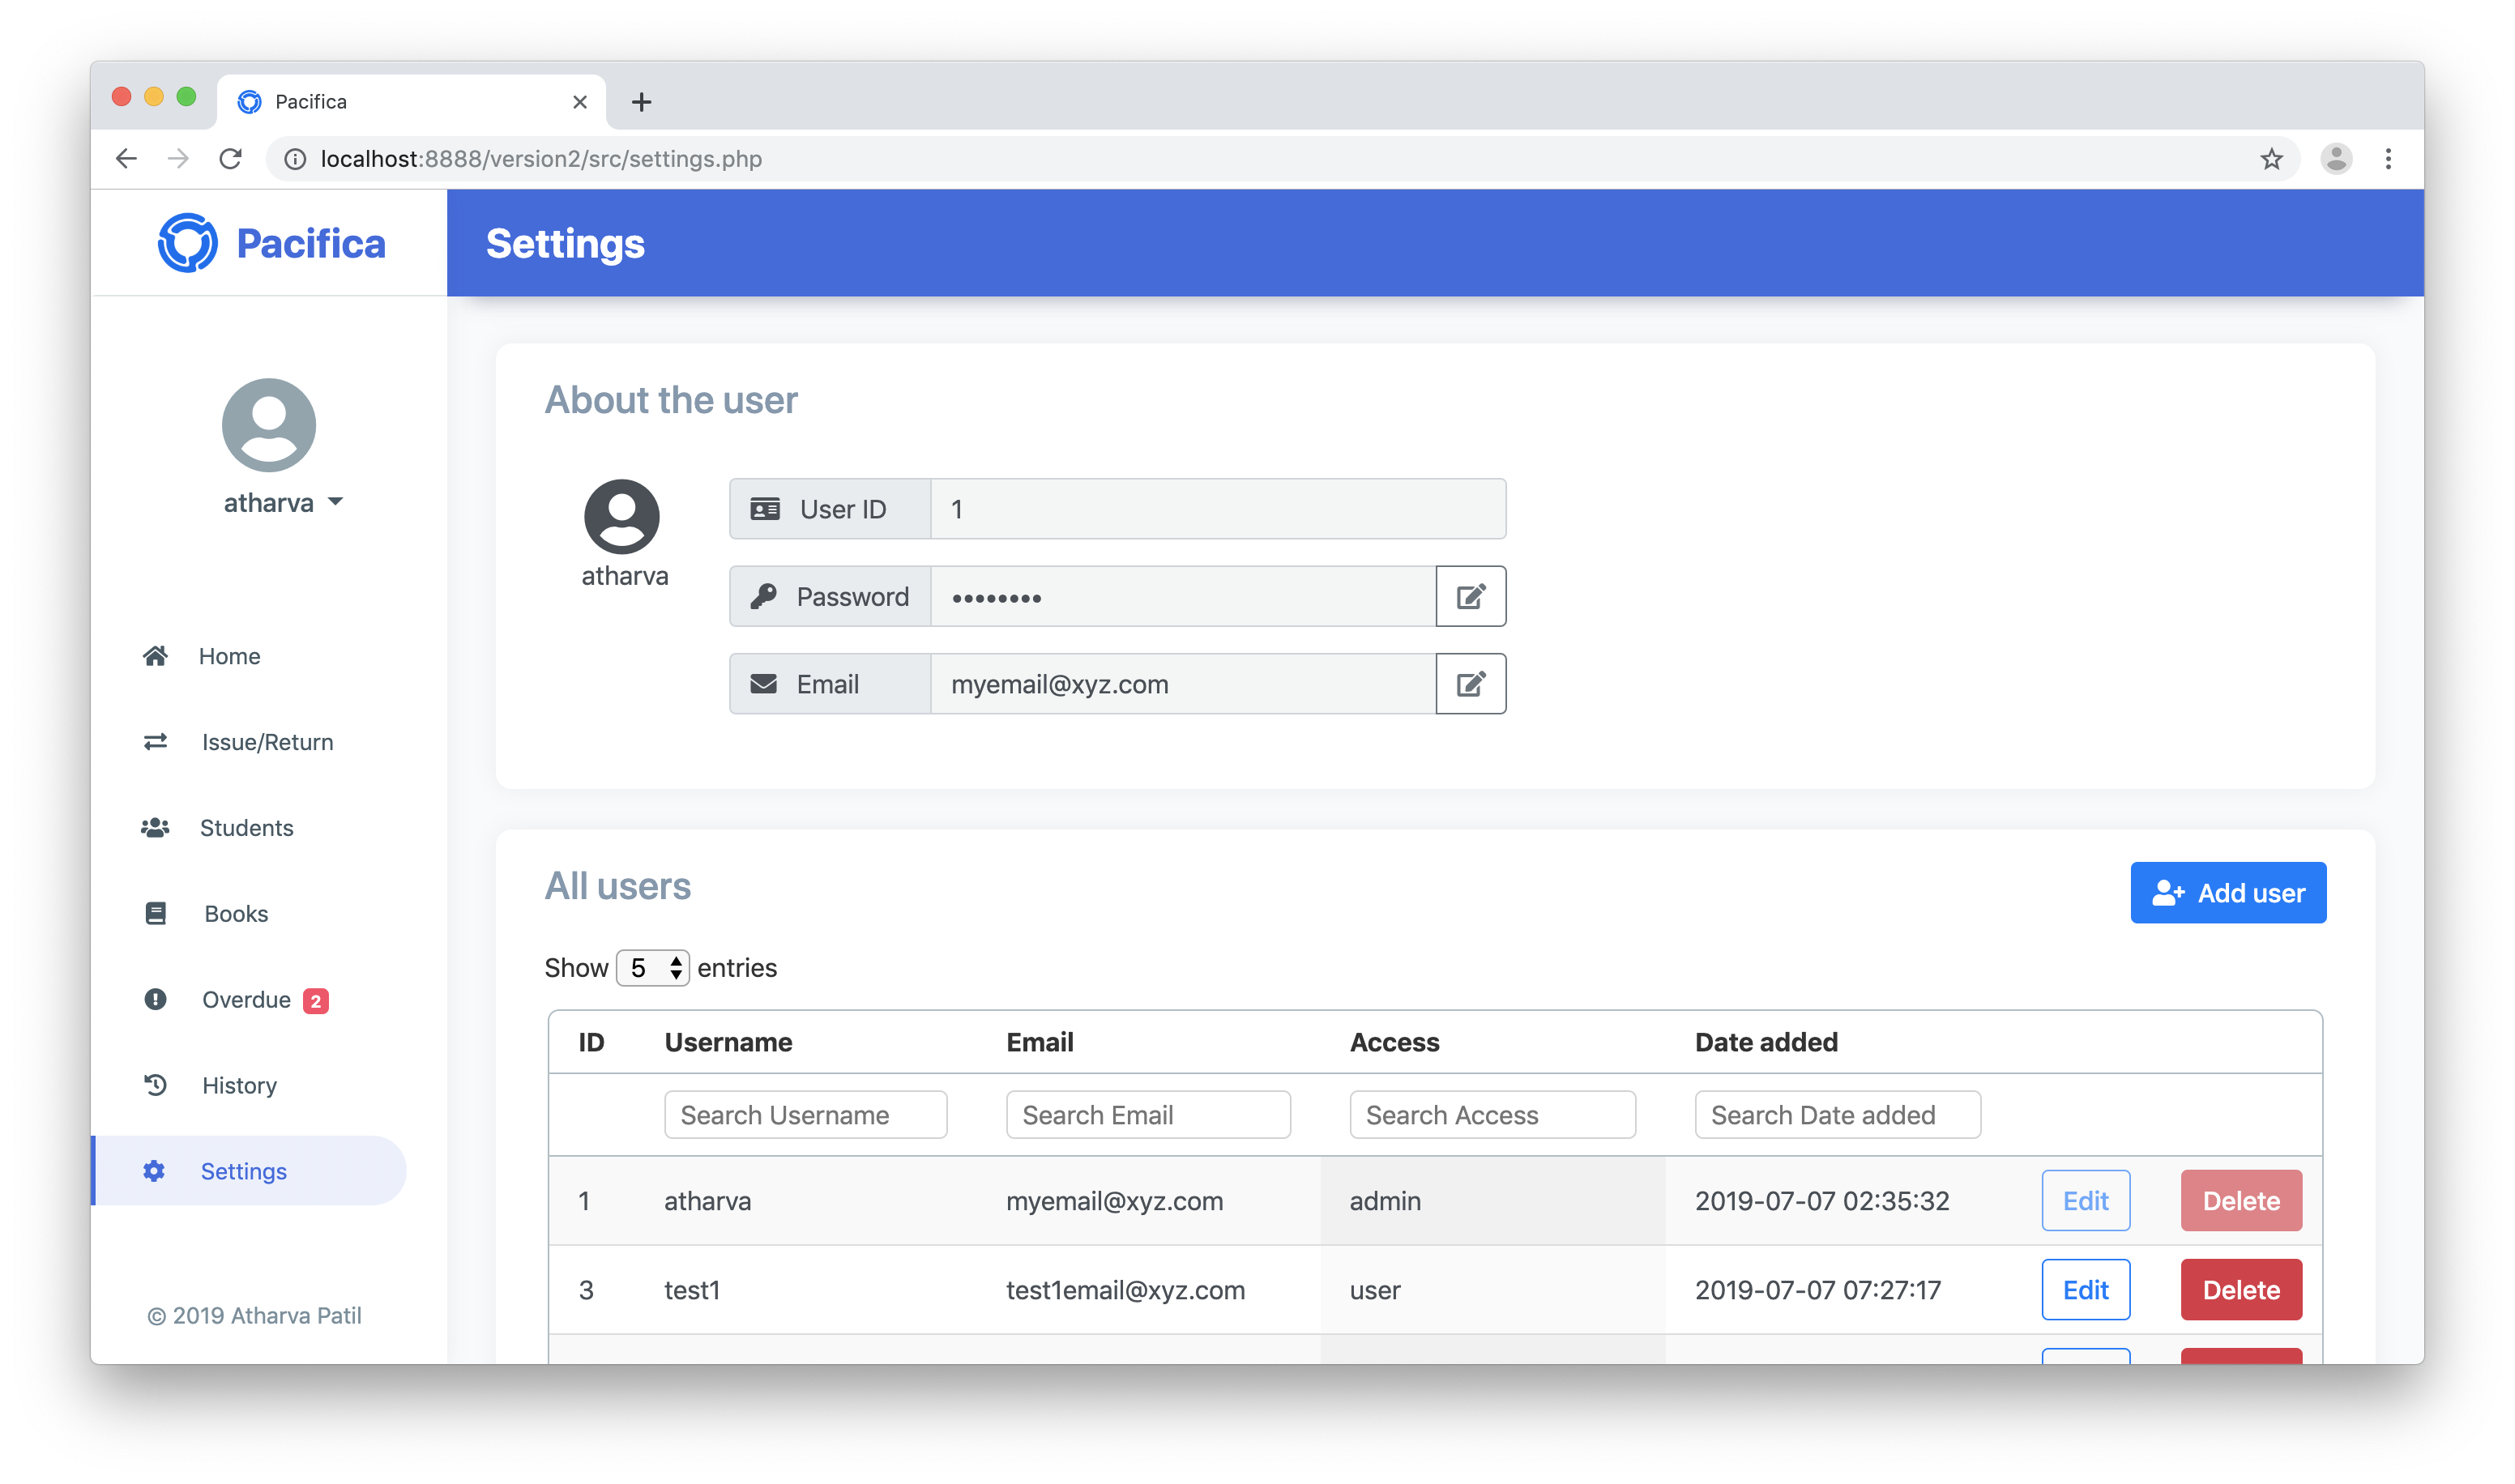 Pacifica
localhost:8888/version2/src/settings.php
Pacifica
Settings
atharva
Home
Issue/Return
Students
Books
Overdue 2
History
Settings
© 2019 Atharva Patil
About the user
atharva
User ID 1
Password ••••••••
Email myemail@xyz.com
All users
Add user
Show 5 entries
ID Username Email Access Date added
Search Username Search Email Search Access Search Date added
1 atharva myemail@xyz.com admin 2019-07-07 02:35:32 Edit Delete
3 test1 test1email@xyz.com user 2019-07-07 07:27:17 Edit Delete